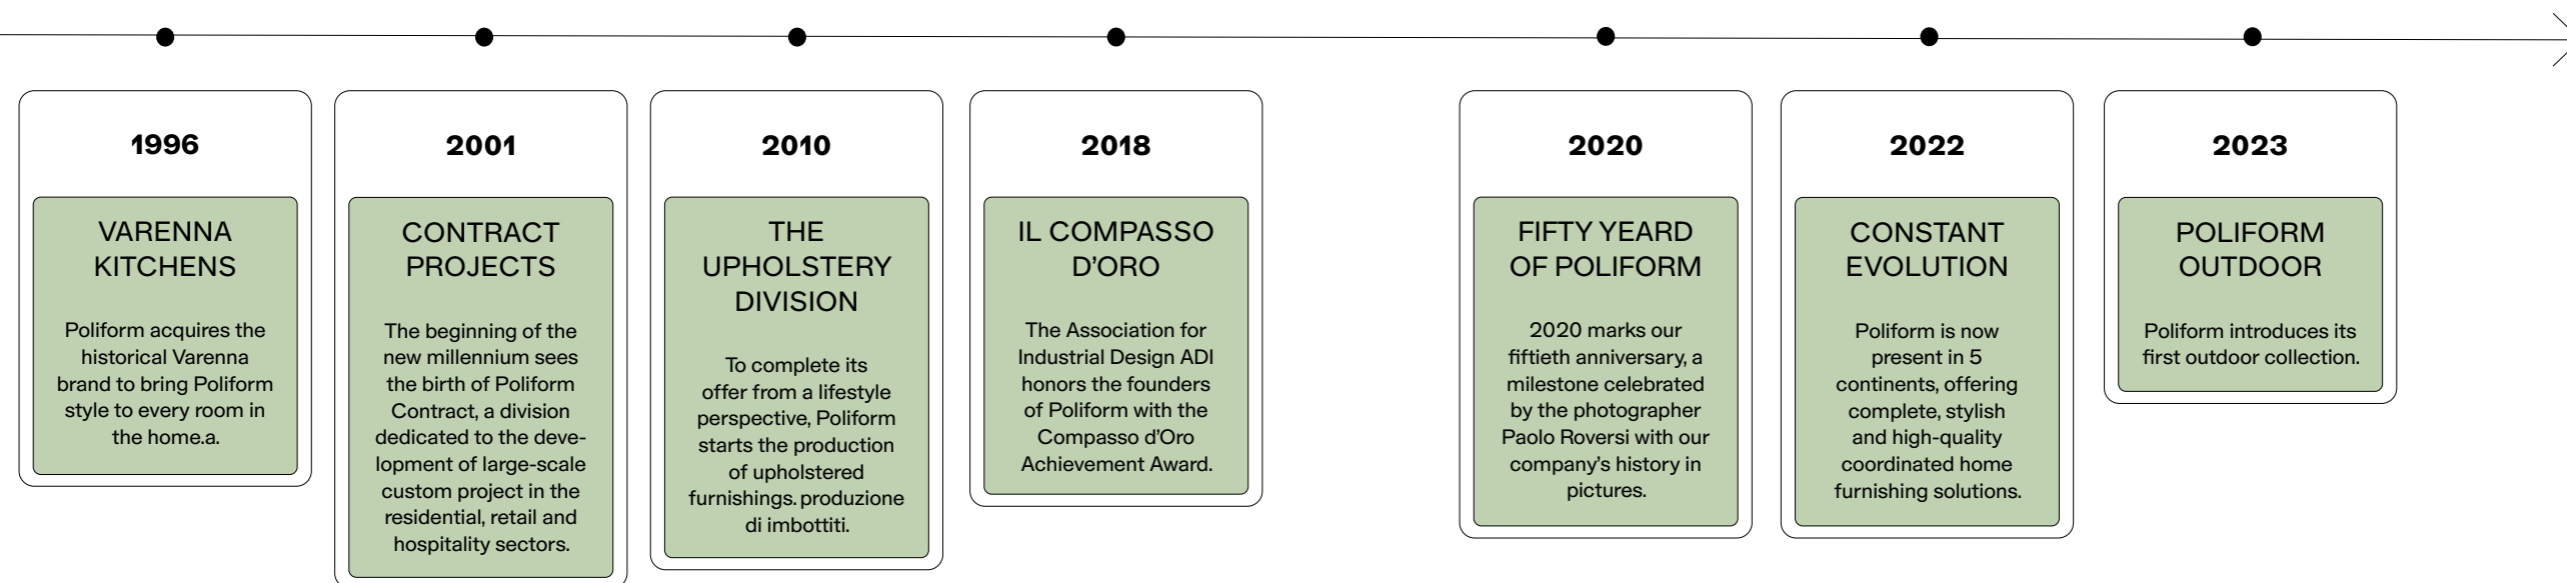 1996
VARENNA
KITCHENS
Poliform acquires the
historical Varenna
brand to bring Poliform
style to every room in
the home.a.
2001
CONTRACT
PROJECTS
The beginning of the
new millennium sees
the birth of Poliform
Contract, a division
dedicated to the deve-
lopment of large-scale
custom project in the
residential, retail and
hospitality sectors.
2010
THE
UPHOLSTERY
DIVISION
To complete its
offer from a lifestyle
perspective, Poliform
starts the production
of upholstered
furnishings. produzione
di imbottiti.
2018
IL COMPASSO
D’ORO
The Association for
Industrial Design ADI
honors the founders
of Poliform with the
Compasso d’Oro
Achievement Award.
2020
FIFTY YEARD
OF POLIFORM
2020 marks our
fiftieth anniversary, a
milestone celebrated
by the photographer
Paolo Roversi with our
company’s history in
pictures.
2022
CONSTANT
EVOLUTION
Poliform is now
present in 5
continents, offering
complete, stylish
and high-quality
coordinated home
furnishing solutions.
2023
POLIFORM
OUTDOOR
Poliform introduces its
first outdoor collection.